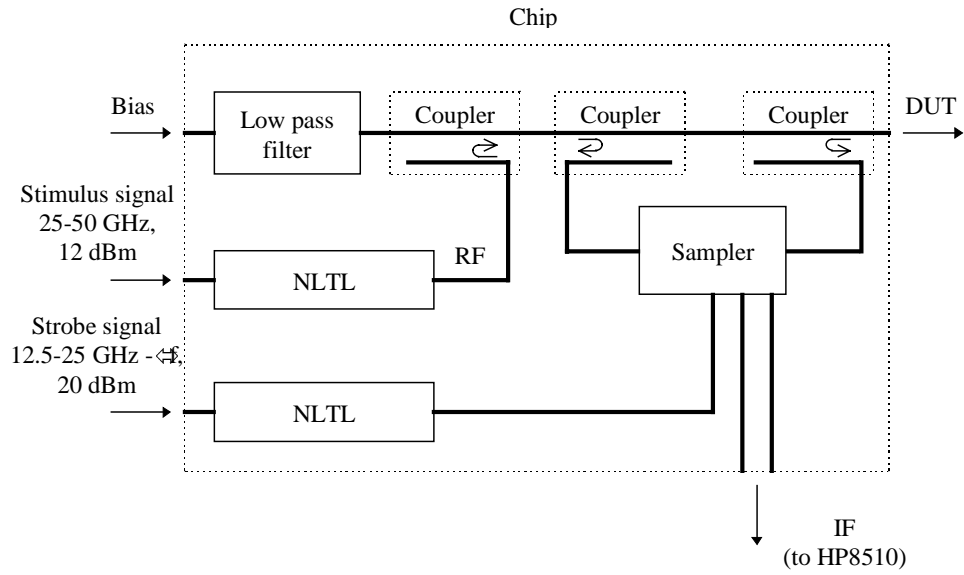 Chip
Bias
Low pass
filter
Coupler
Coupler
Coupler
DUT
Stimulus signal
25-50 GHz,
12 dBm
NLTL
RF
Sampler
Strobe signal
12.5-25 GHz -
20 dBm
NLTL
IF
(to HP8510)